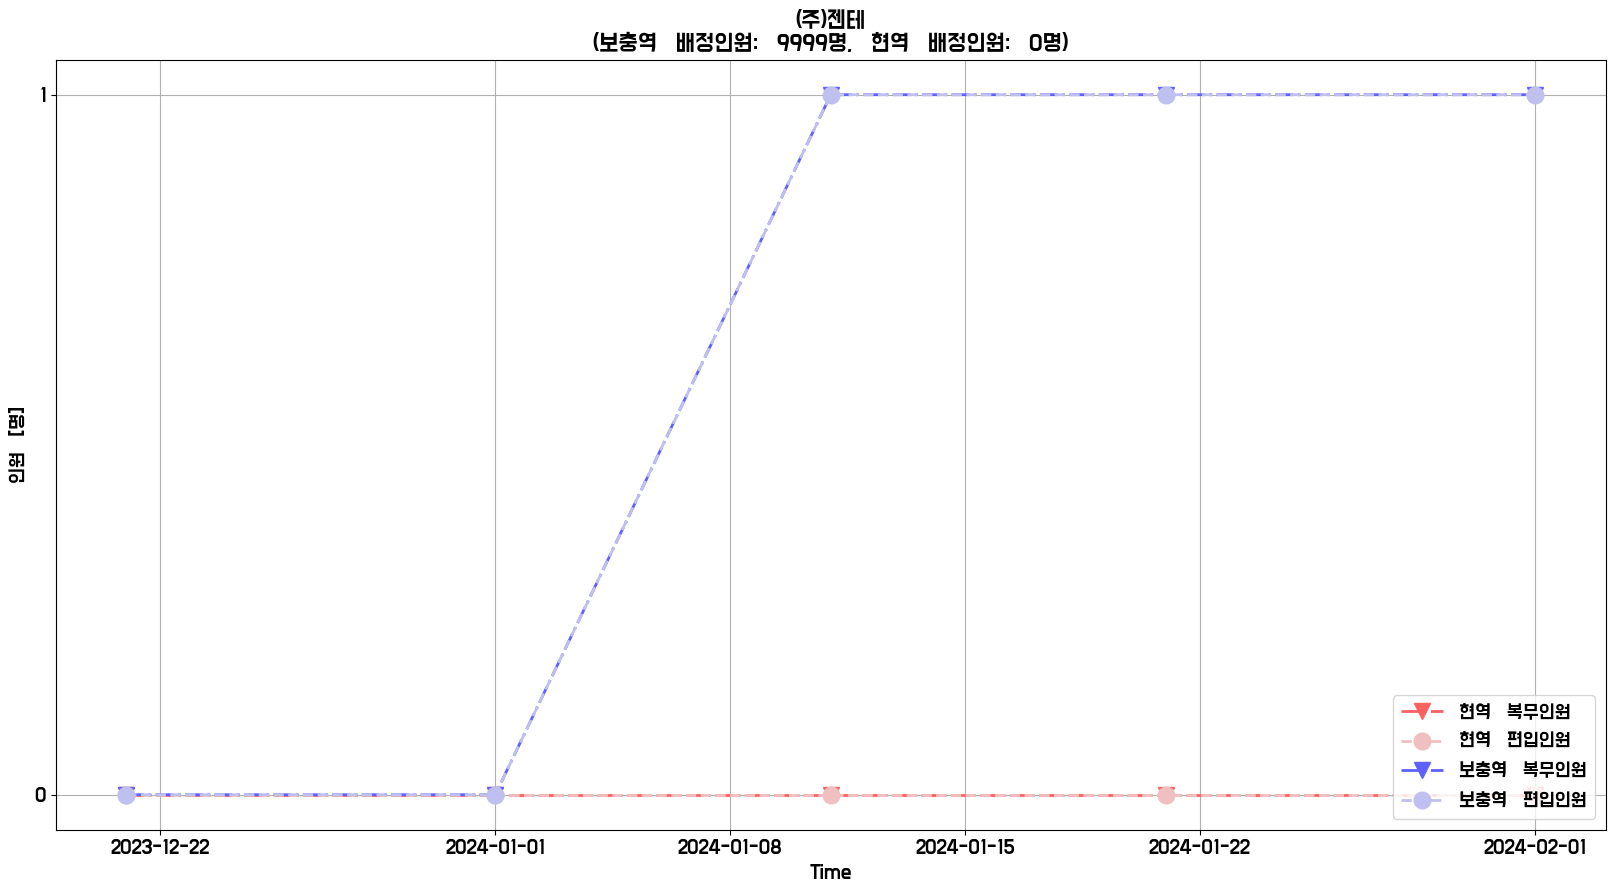 (주)젠테
(보충역 배정인원: 9999명, 현역 배정인원: 0명)
1
인원 [명]
0
현역 복무인원
현역 편입인원
보충역 복무인원
보충역 편입인원
2023-12-22 2024-01-01 2024-01-08 2024-01-15 2024-01-22 2024-02-01
Time